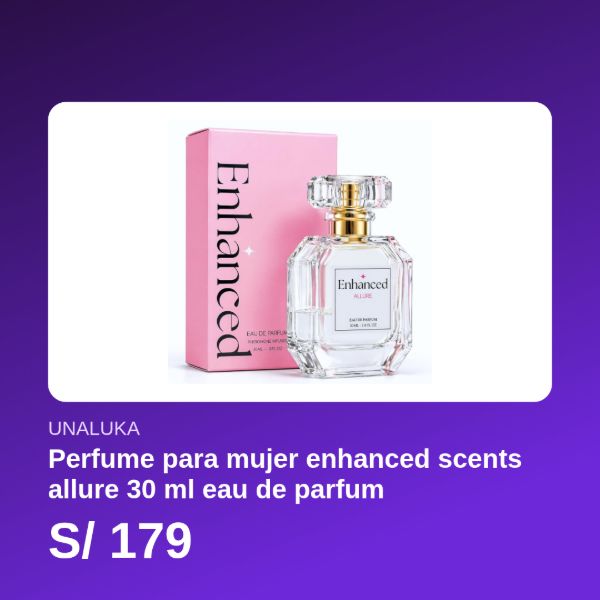 Enhanced
EAU DE PARFUM
Enhanced
ALLURE
EAU DE PARFUM
UNALUKA
Perfume para mujer enhanced scents
allure 30 ml eau de parfum
S/ 179